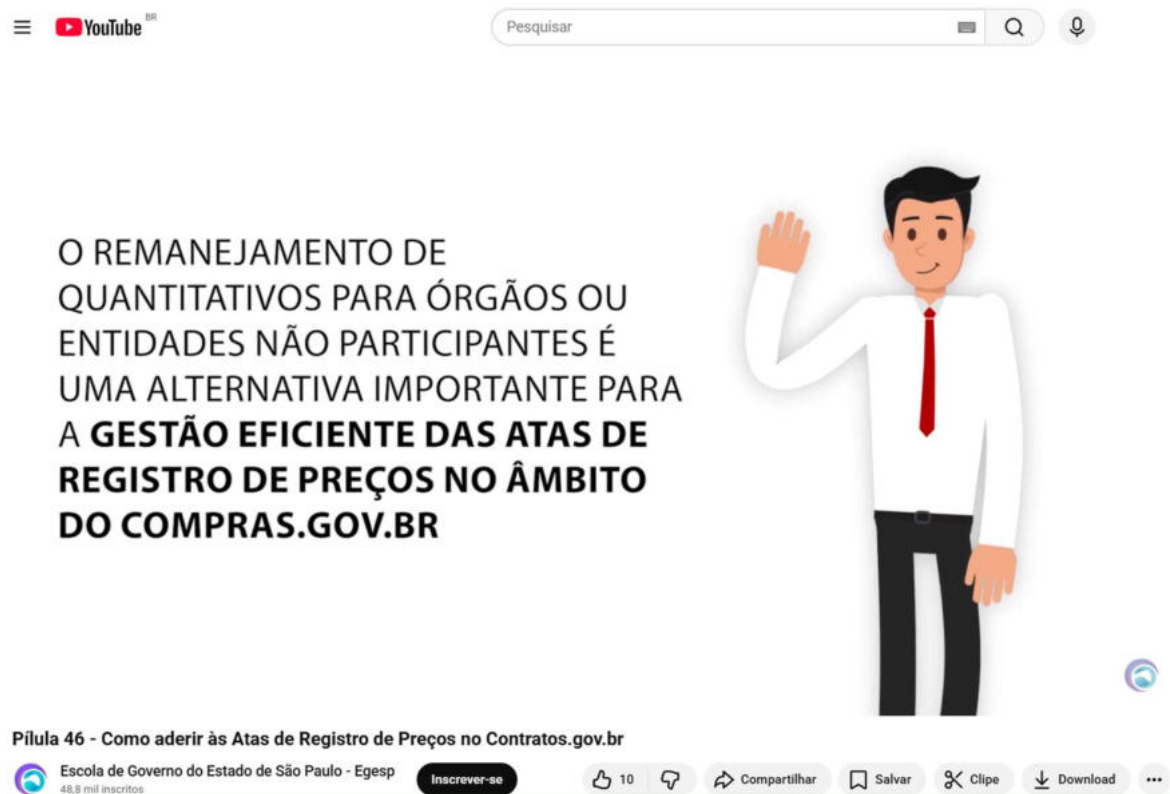 YouTube BR
Pesquisar
O REMANEJAMENTO DE
QUANTITATIVOS PARA ÓRGÃOS OU
ENTIDADES NÃO PARTICIPANTES É
UMA ALTERNATIVA IMPORTANTE PARA
A GESTÃO EFICIENTE DAS ATAS DE
REGISTRO DE PREÇOS NO ÂMBITO
DO COMPRAS.GOV.BR
Pílula 46 - Como aderir às Atas de Registro de Preços no Contratos.gov.br
Escola de Governo do Estado de São Paulo - Egesp
48,8 mil inscritos
Inscrever-se
10
Compartilhar
Salvar
Clipe
Download